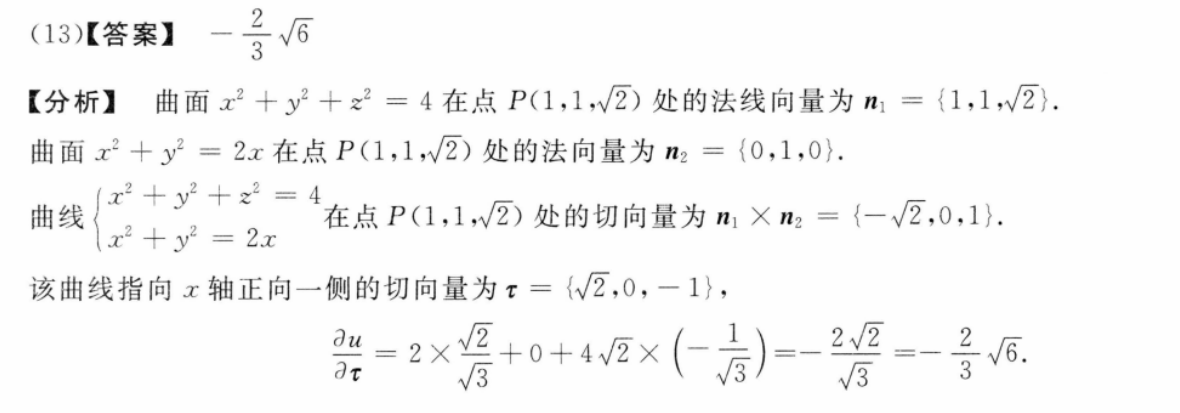 (13)【答案】 $-\frac{2}{3}\sqrt{6}$
【分析】 曲面 $x^2 + y^2 + z^2 = 4$ 在点 $P(1,1,\sqrt{2})$ 处的法线向量为 $\boldsymbol{n}_1 = \{1,1,\sqrt{2}\}$.
曲面 $x^2 + y^2 = 2x$ 在点 $P(1,1,\sqrt{2})$ 处的法向量为 $\boldsymbol{n}_2 = \{0,1,0\}$.
曲线 $\begin{cases} x^2 + y^2 + z^2 = 4 \\ x^2 + y^2 = 2x \end{cases}$ 在点 $P(1,1,\sqrt{2})$ 处的切向量为 $\boldsymbol{n}_1 \times \boldsymbol{n}_2 = \{-\sqrt{2},0,1\}$.
该曲线指向 $x$ 轴正向一侧的切向量为 $\boldsymbol{\tau} = \{\sqrt{2},0,-1\}$,
$\frac{\partial u}{\partial \boldsymbol{\tau}} = 2 \times \frac{\sqrt{2}}{\sqrt{3}} + 0 + 4\sqrt{2} \times \left(-\frac{1}{\sqrt{3}}\right) = -\frac{2\sqrt{2}}{\sqrt{3}} = -\frac{2}{3}\sqrt{6}$.